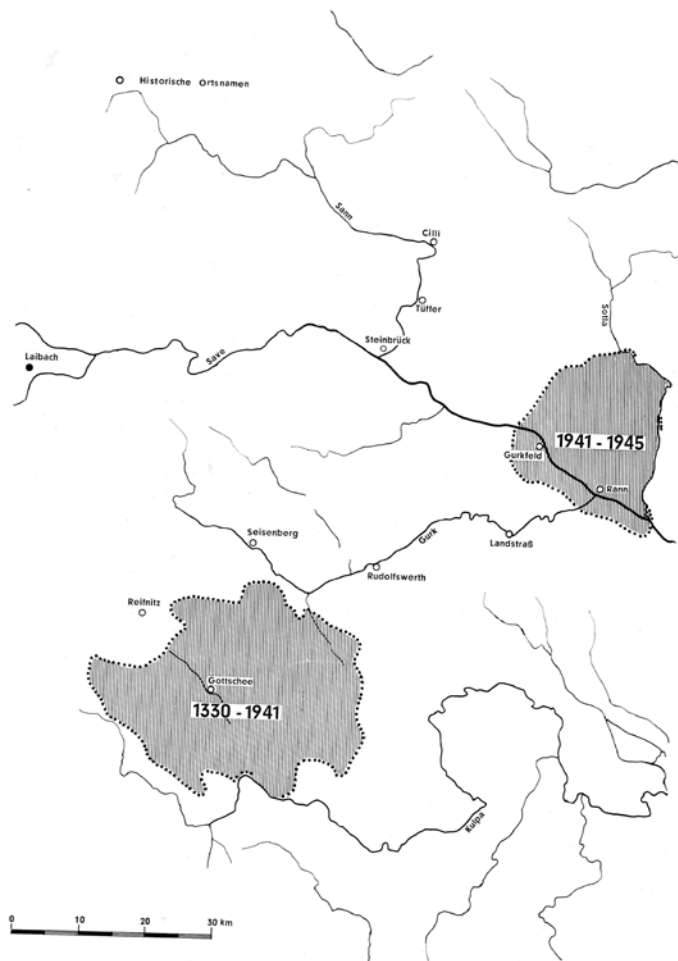 Historische Ortsnamen
Sann
Cilli
Tüffer
Sotla
Steinbrück
Save
Laibach
1941 - 1945
Gurkfeld
Rann
Seisenberg
Gurk
Landstraß
Rudolfswerth
Reifnitz
Gottschee
1330 - 1941
Kulpa
0 10 20 30 km